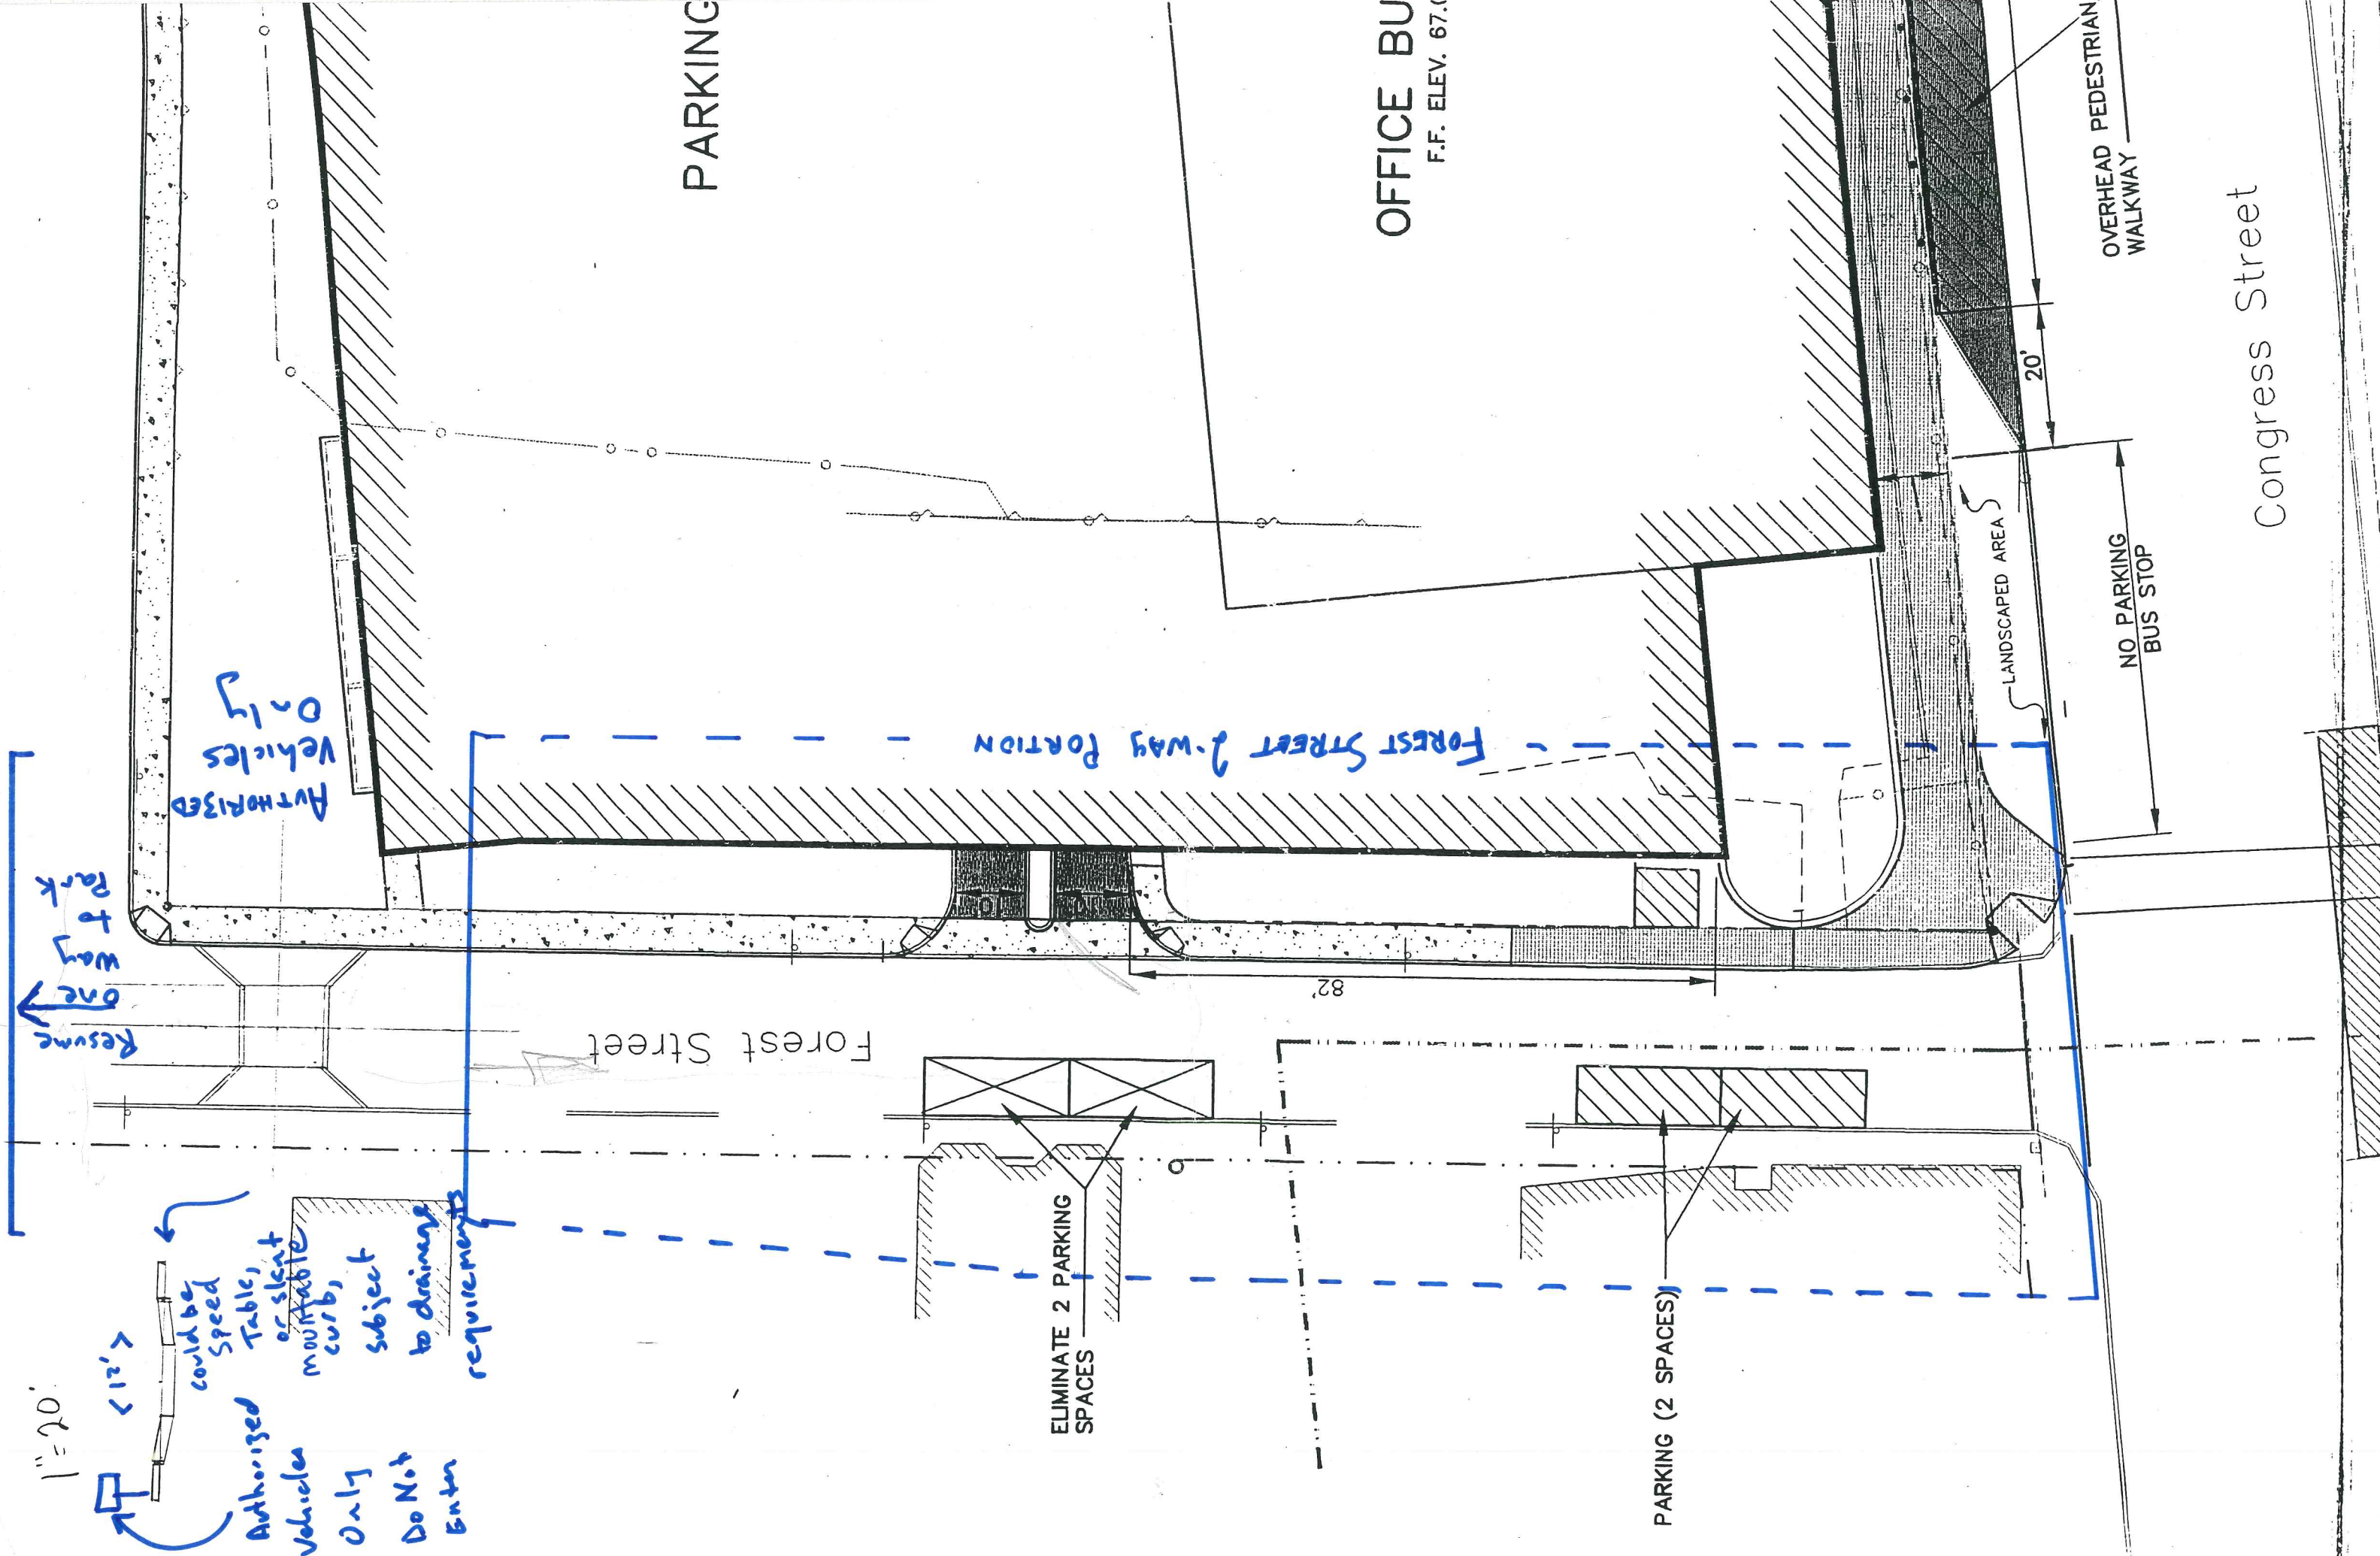 PARKING
OFFICE BU
F.F. ELEV. 67.
OVERHEAD PEDESTRIAN
WALKWAY
Congress Street
20'
LANDSCAPED AREA
NO PARKING
BUS STOP
AUTHORIZED
Vehicles
Only
Resume
One
Way
Park
FOREST STREET 2-WAY PORTION
10'
82'
Forest Street
ELIMINATE 2 PARKING
SPACES
PARKING (2 SPACES)
1"=20'
<12'>
could be
Speed
Table,
or slant
mountable
curb,
subject
to drainage
requirements
Authorized
Vehicles
Only
Do Not
Enter